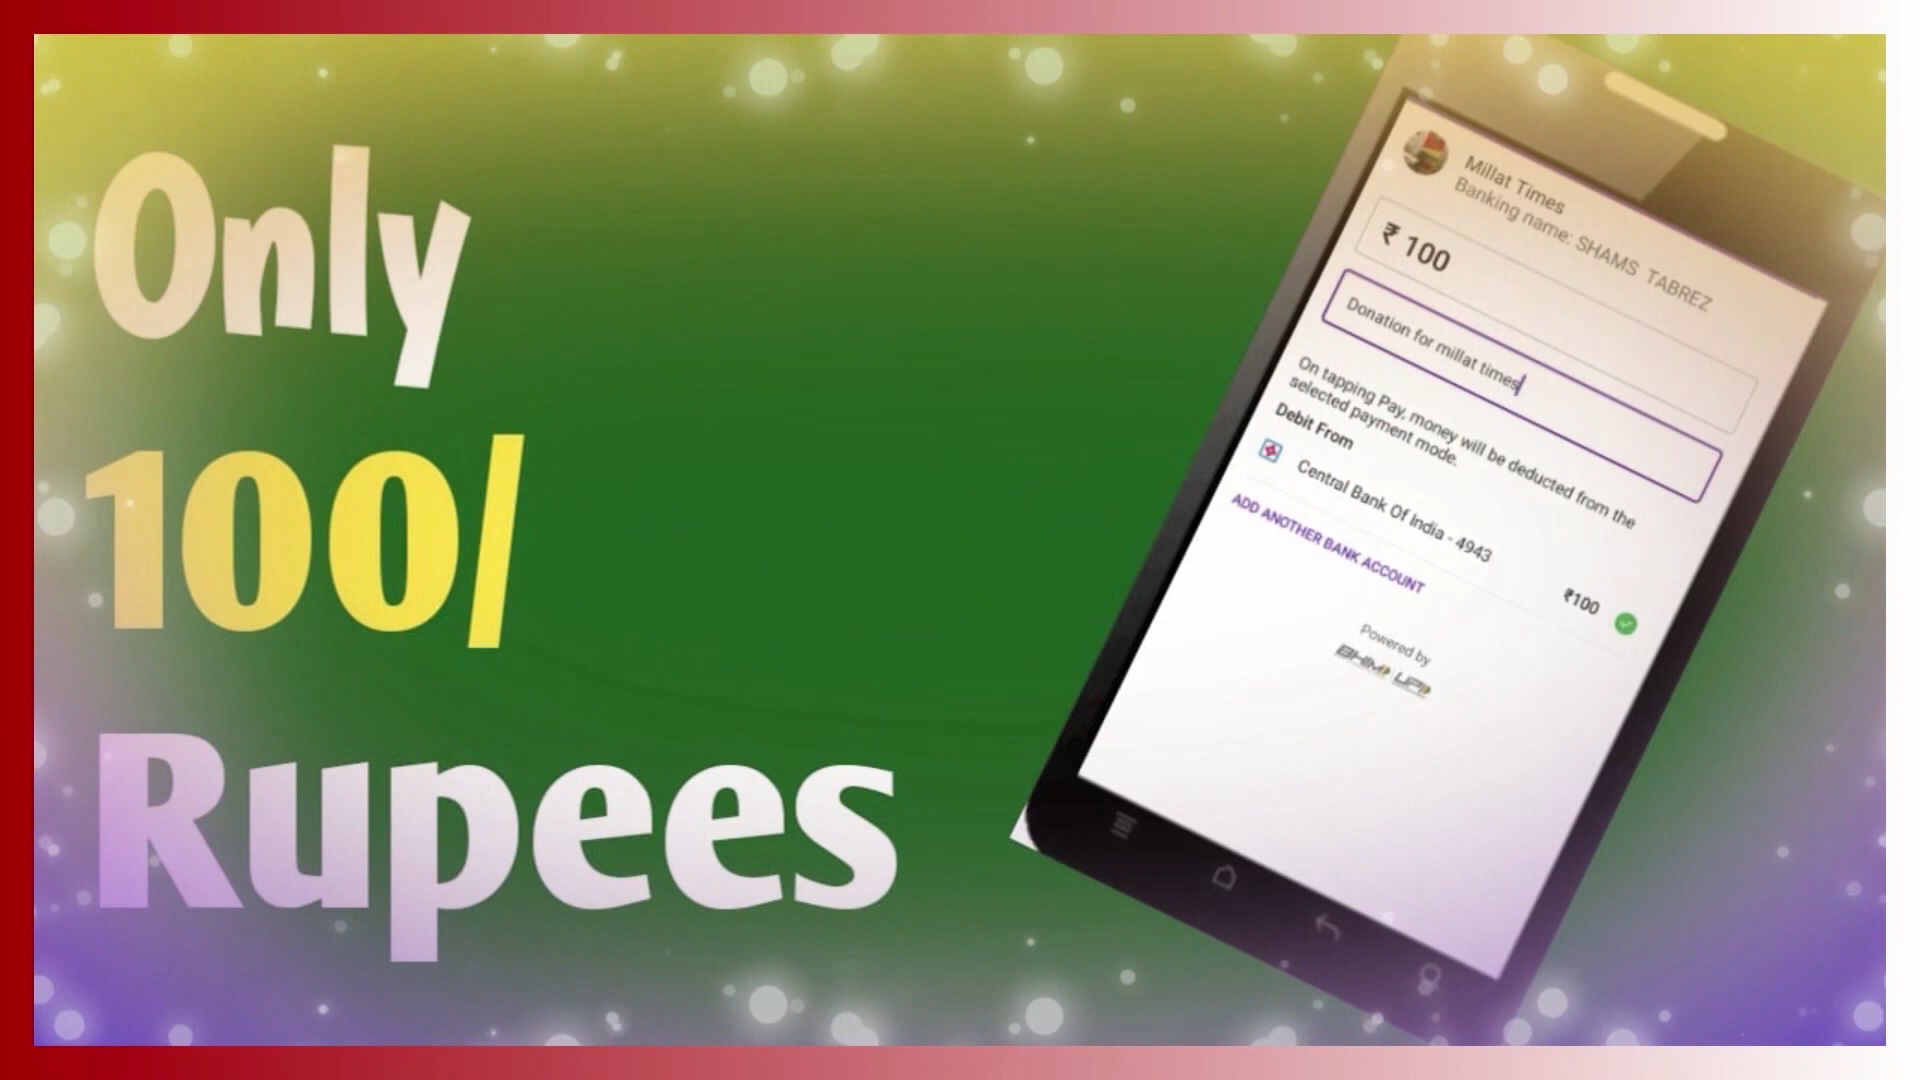 Only
100/
Rupees
Millat Times
Banking name: SHAMS TABREZ
₹ 100
Donation for millat times
On tapping Pay, money will be deducted from the
selected payment mode.
Debit From
Central Bank Of India - 4943
₹100
ADD ANOTHER BANK ACCOUNT
Powered by
BHIM UPI